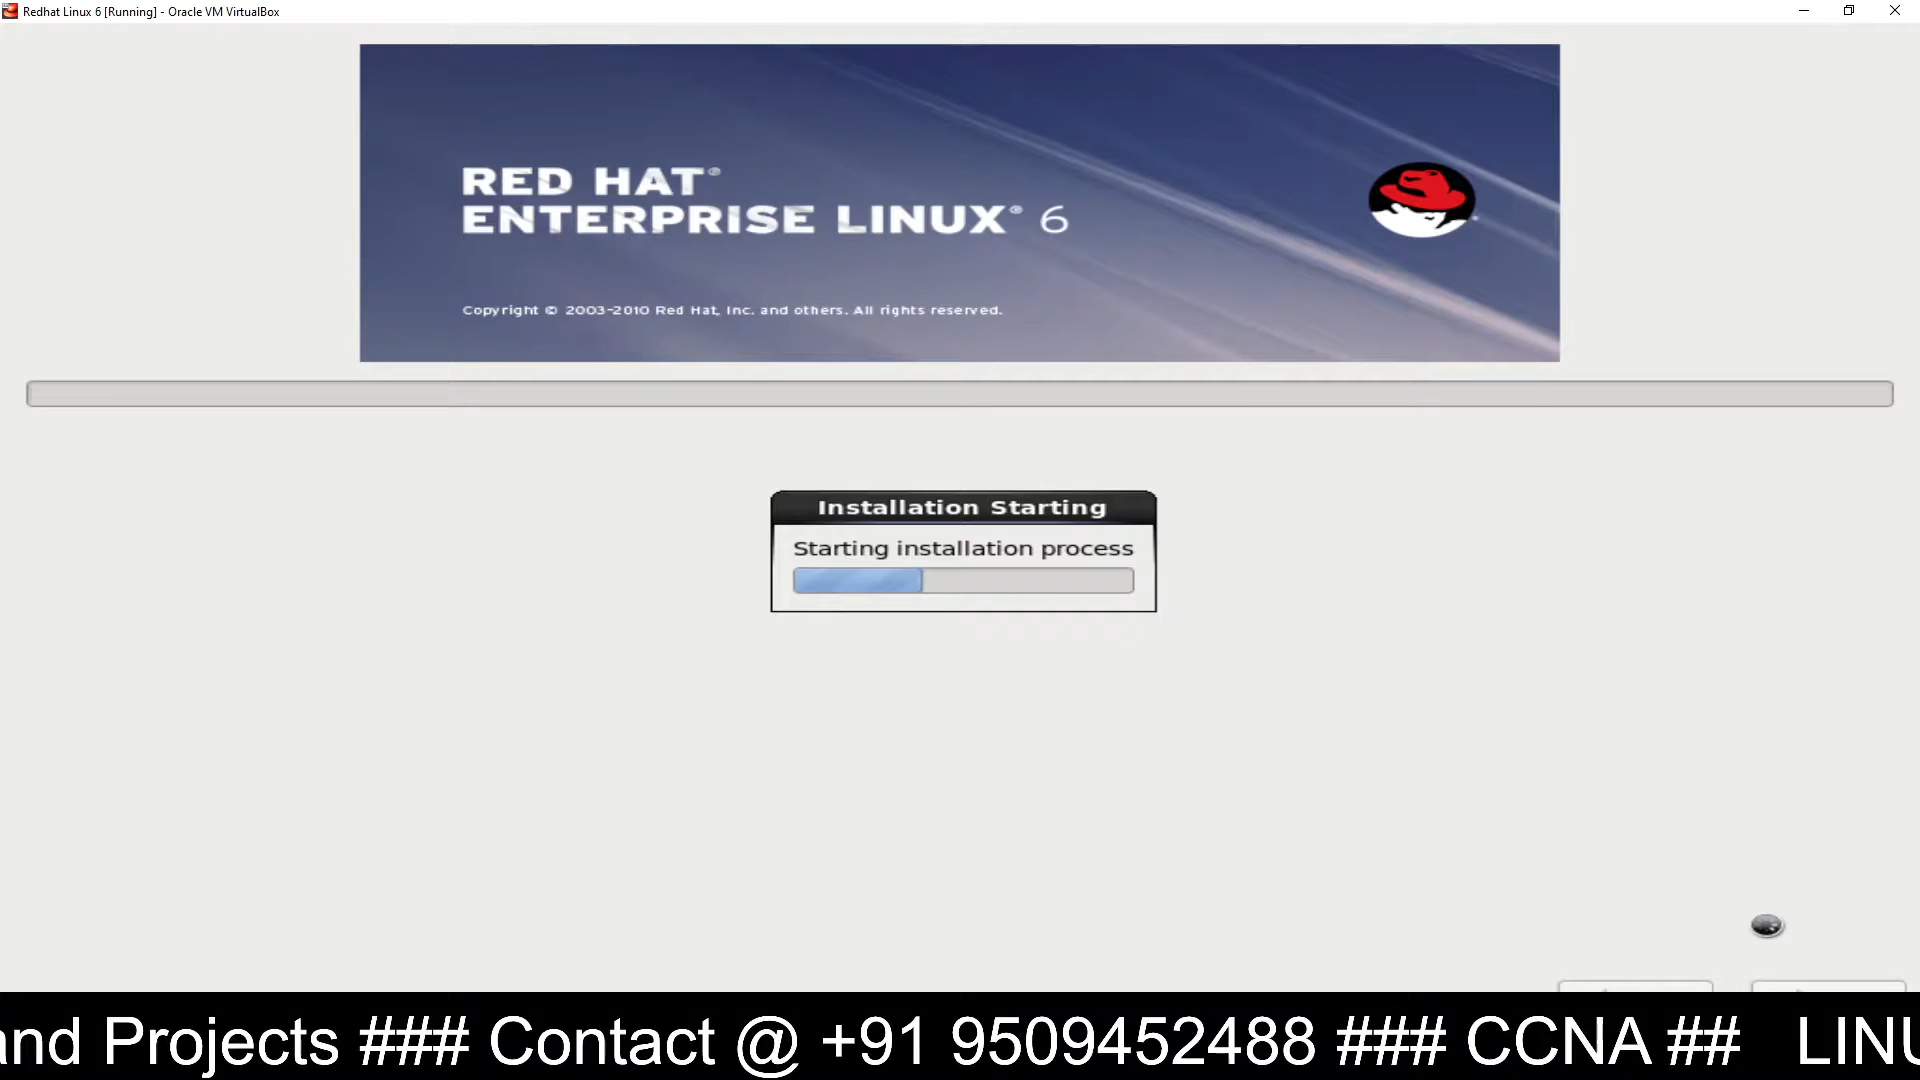 Redhat Linux 6 [Running] - Oracle VM VirtualBox
RED HAT®
ENTERPRISE LINUX® 6
Copyright © 2003-2010 Red Hat, Inc. and others. All rights reserved.
Installation Starting
Starting installation process
and Projects ### Contact @ +91 9509452488 ### CCNA ## LINU